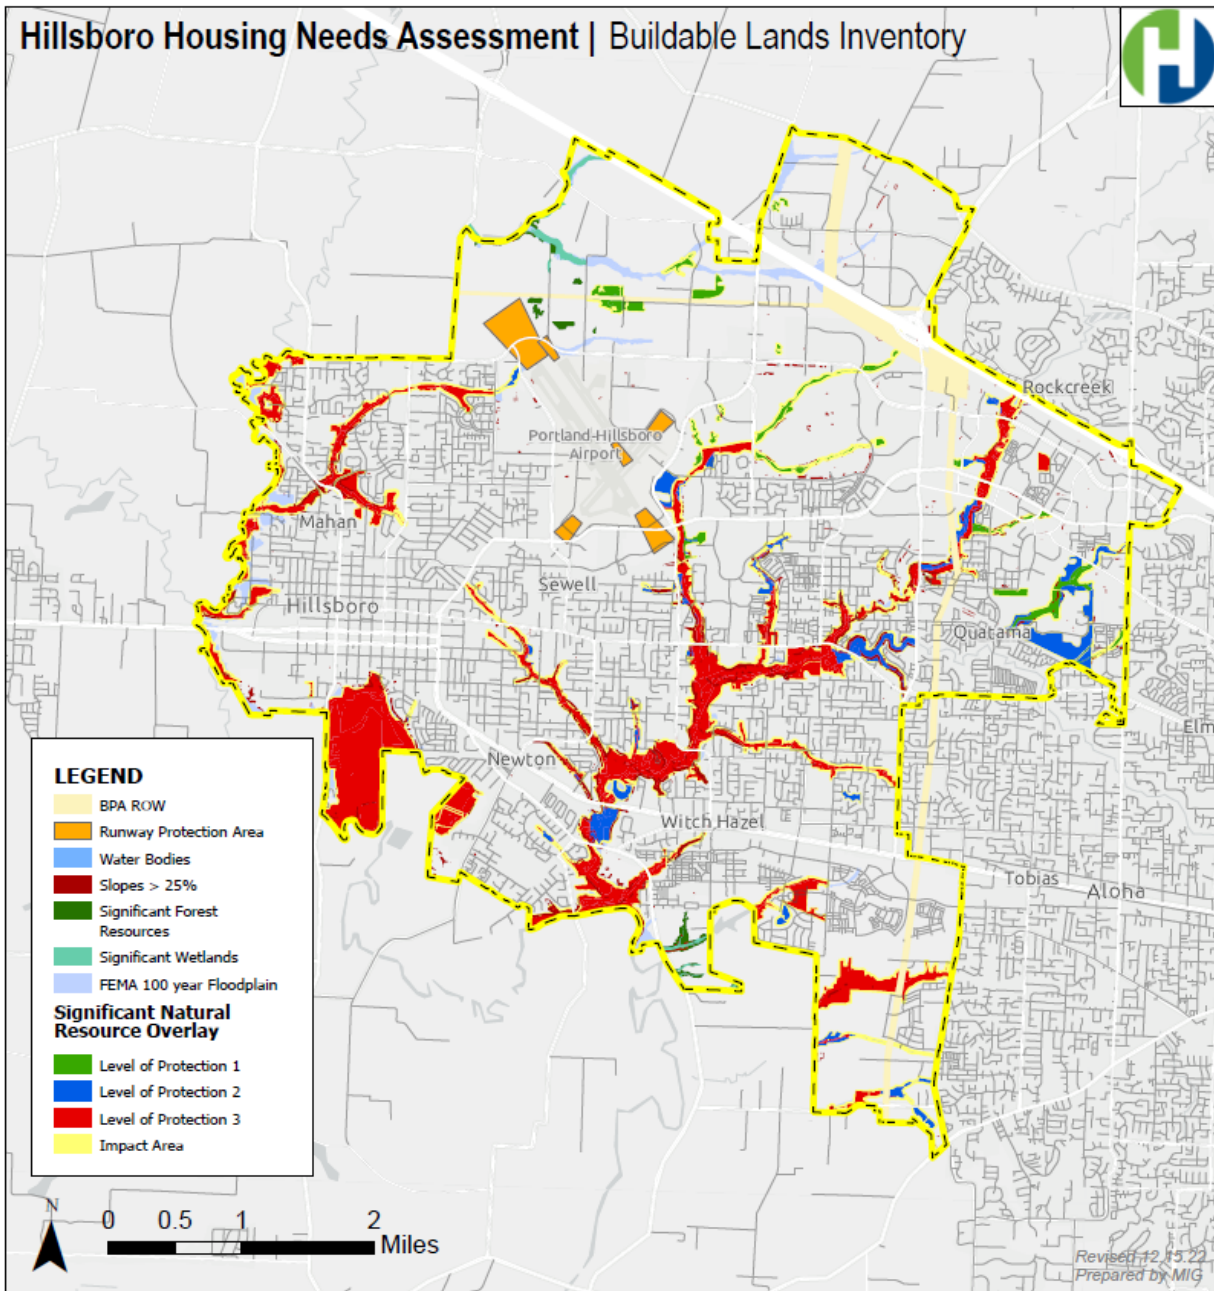 Hillsboro Housing Needs Assessment | Buildable Lands Inventory
H
Rockcreek
Portland-Hillsboro
Airport
Mahan
Sewell
Hillsboro
Quatama
Elm
Newton
Witch Hazel
Tobias
Aloha
LEGEND
BPA ROW
Runway Protection Area
Water Bodies
Slopes > 25%
Significant Forest
Resources
Significant Wetlands
FEMA 100 year Floodplain
Significant Natural
Resource Overlay
Level of Protection 1
Level of Protection 2
Level of Protection 3
Impact Area
N
0 0.5 1 2
Miles
Revised 12.15.22
Prepared by MIG